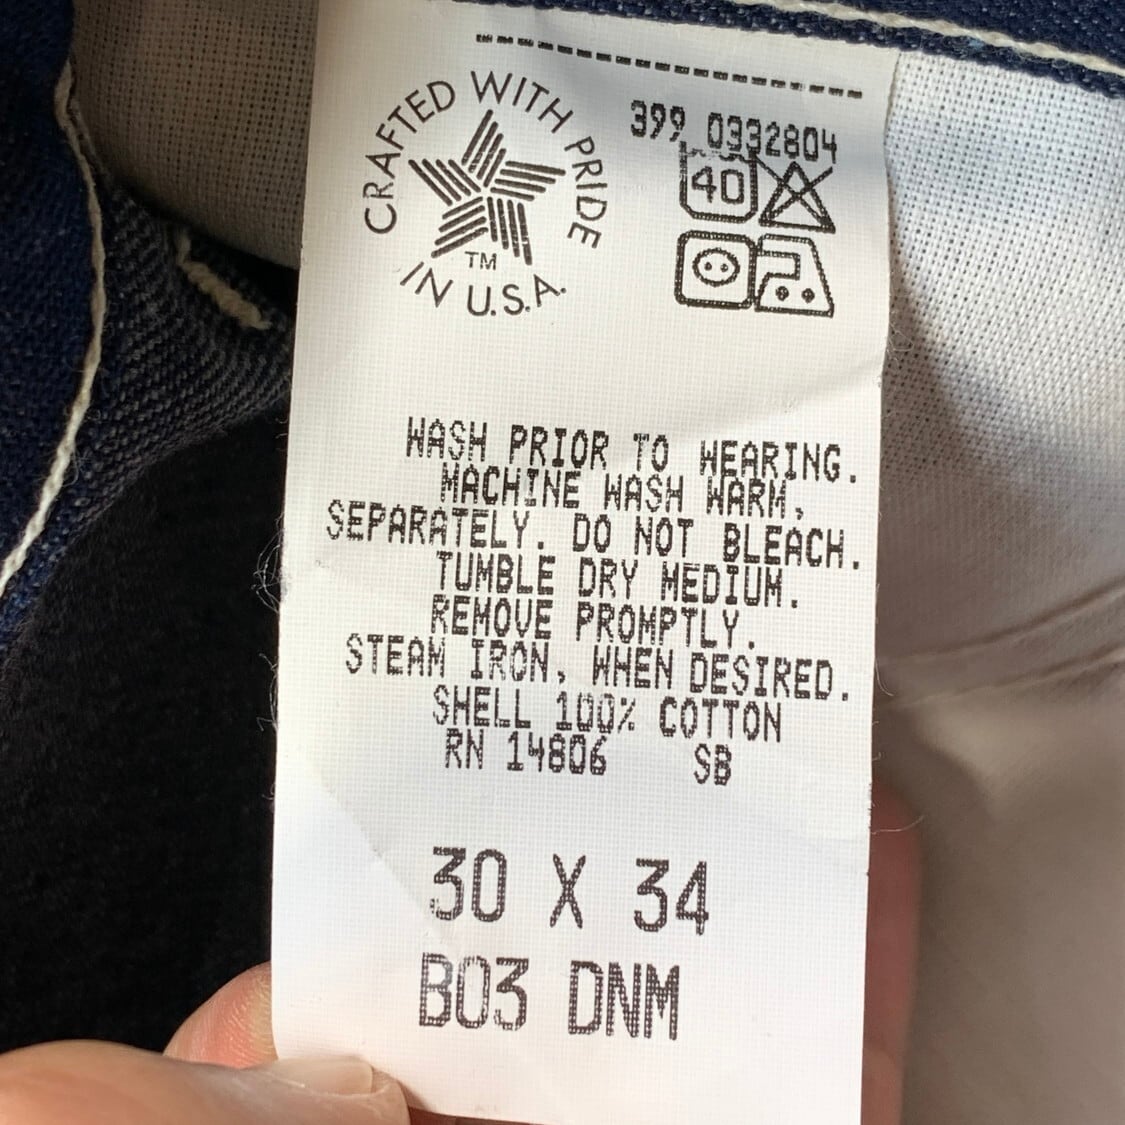 CRAFTED WITH PRIDE
TM
IN U.S.A.
399 0332804
40
WASH PRIOR TO WEARING.
MACHINE WASH WARM,
SEPARATELY. DO NOT BLEACH.
TUMBLE DRY MEDIUM.
REMOVE PROMPTLY.
STEAM IRON, WHEN DESIRED.
SHELL 100% COTTON
RN 14806 SB
30 X 34
B03 DNM